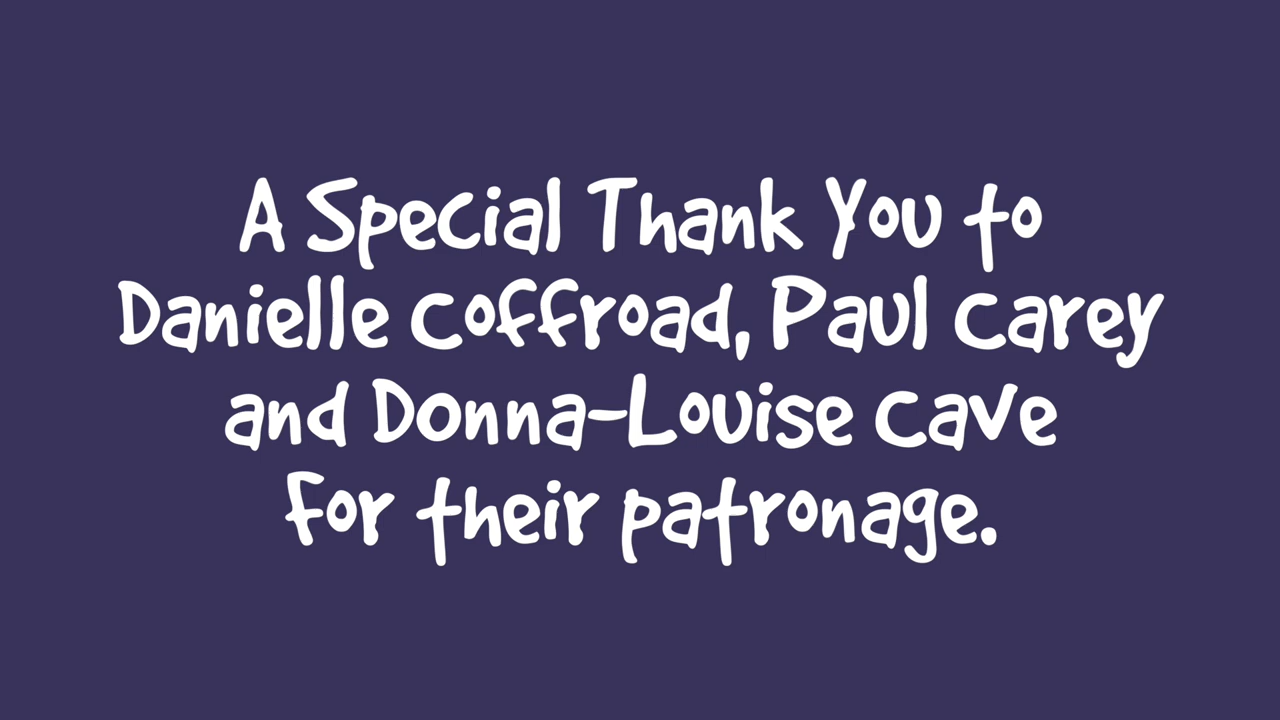 A Special Thank You to
Danielle Coffroad, Paul Carey
and Donna-Louise Cave
for their patronage.